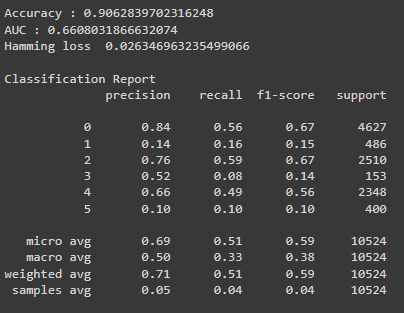 Accuracy : 0.9062839702316248
AUC : 0.6608031866632074
Hamming loss  0.026346963235499066
Classification Report
precision recall f1-score support
0 0.84 0.56 0.67 4627
1 0.14 0.16 0.15 486
2 0.76 0.59 0.67 2510
3 0.52 0.08 0.14 153
4 0.66 0.49 0.56 2348
5 0.10 0.10 0.10 400
micro avg 0.69 0.51 0.59 10524
macro avg 0.50 0.33 0.38 10524
weighted avg 0.71 0.51 0.59 10524
samples avg 0.05 0.04 0.04 10524